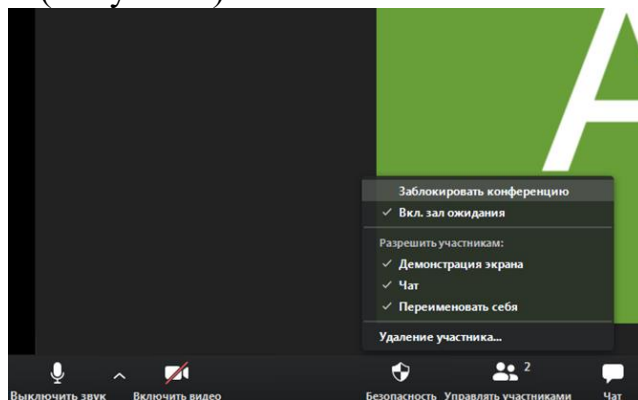 А
Заблокировать конференцию
Вкл. зал ожидания
Разрешить участникам:
Демонстрация экрана
Чат
Переименовать себя
Удаление участника...
2
Выключить звук Включить видео Безопасность Управлять участниками Чат